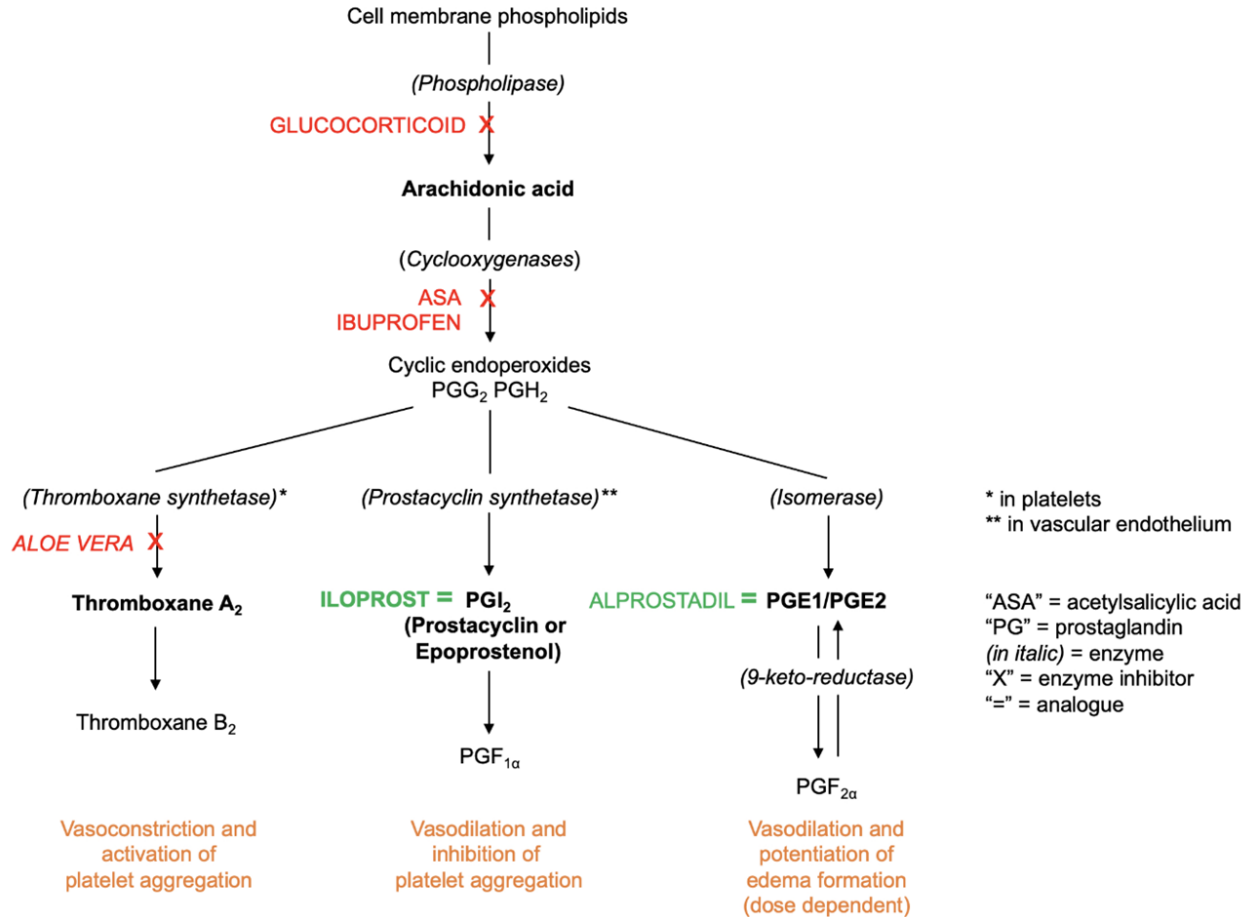 Cell membrane phospholipids
(Phospholipase)
GLUCOCORTICOID X
Arachidonic acid
(Cyclooxygenases)
ASA X
IBUPROFEN
Cyclic endoperoxides
PGG₂ PGH₂
(Thromboxane synthetase)*
(Prostacyclin synthetase)**
(Isomerase)
* in platelets
** in vascular endothelium
ALOE VERA X
Thromboxane A₂
ILOPROST = PGI₂
(Prostacyclin or
Epoprostenol)
ALPROSTADIL = PGE1/PGE2
"ASA" = acetylsalicylic acid
"PG" = prostaglandin
(in italic) = enzyme
"X" = enzyme inhibitor
"=" = analogue
(9-keto-reductase)
Thromboxane B₂
PGF₁α
PGF₂α
Vasoconstriction and
activation of
platelet aggregation
Vasodilation and
inhibition of
platelet aggregation
Vasodilation and
potentiation of
edema formation
(dose dependent)